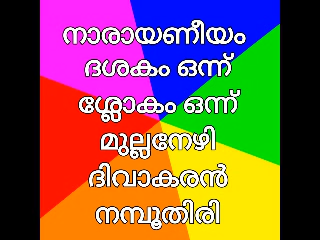 നാരായണീയം
ദശകം ഒന്ന്
ശ്ലോകം ഒന്ന്
മുല്ലനേഴി
ദിവാകരൻ
നമ്പൂതിരി